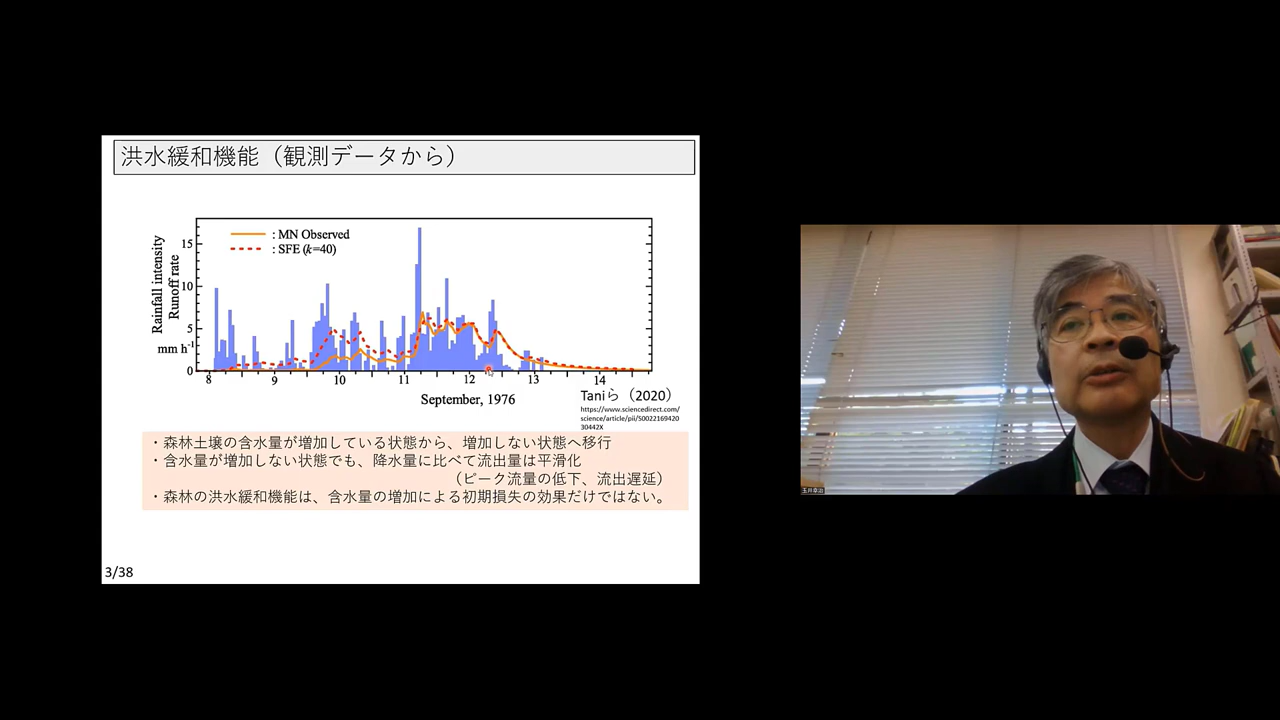 洪水緩和機能（観測データから）
: MN Observed
: SFE (k=40)
Rainfall intensity
Runoff rate
mm h-1
15
10
5
0
8 9 10 11 12 13 14
September, 1976
Taniら（2020）
https://www.sciencedirect.com/
science/article/pii/S0022169420
30442X
・森林土壌の含水量が増加している状態から、増加しない状態へ移行
・含水量が増加しない状態でも、降水量に比べて流出量は平滑化
（ピーク流量の低下、流出遅延）
・森林の洪水緩和機能は、含水量の増加による初期損失の効果だけではない。
3/38
玉井幸治